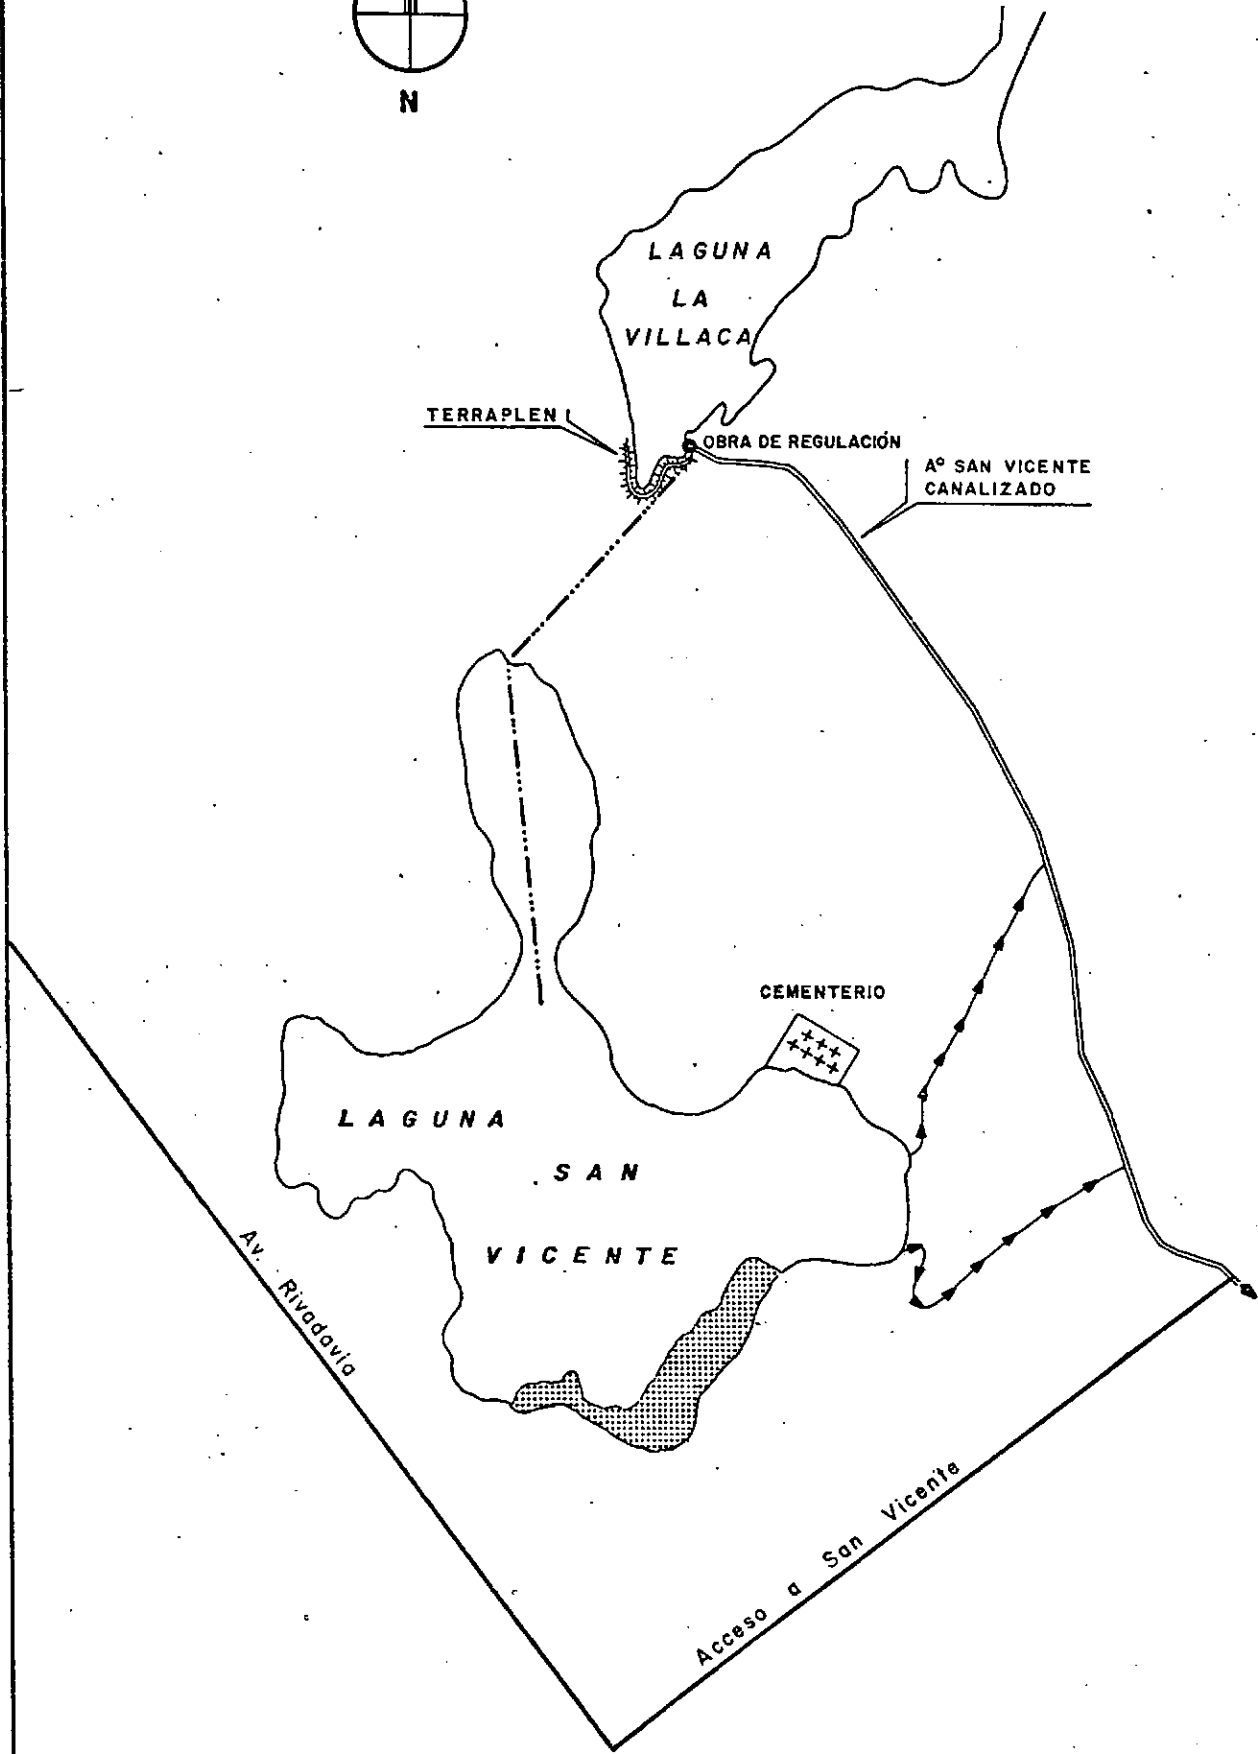 N
LAGUNA
LA
VILLACA
TERRAPLEN
OBRA DE REGULACIÓN
Aº SAN VICENTE
CANALIZADO
CEMENTERIO
LAGUNA
SAN
VICENTE
Av. Rivadavia
Acceso a San Vicente